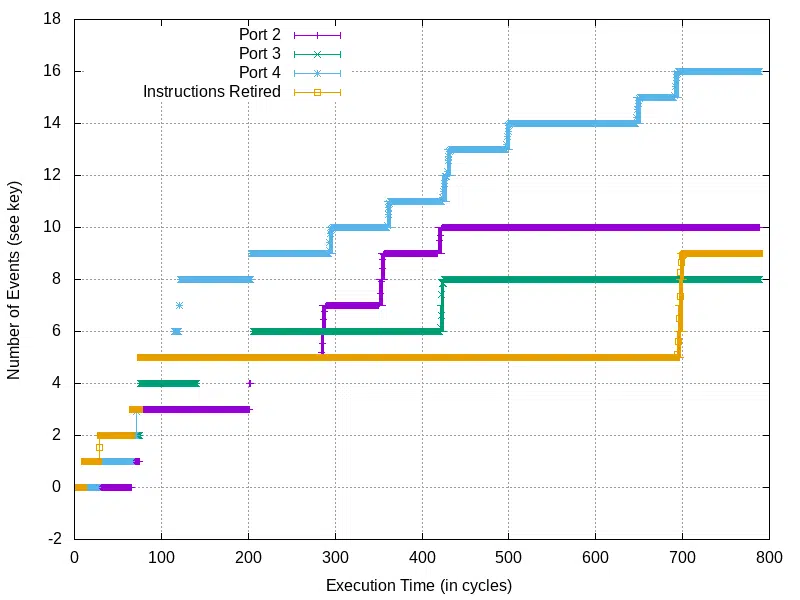 Port 2
Port 3
Port 4
Instructions Retired
18
16
14
12
10
8
6
4
2
0
-2
0 100 200 300 400 500 600 700 800
Number of Events (see key)
Execution Time (in cycles)